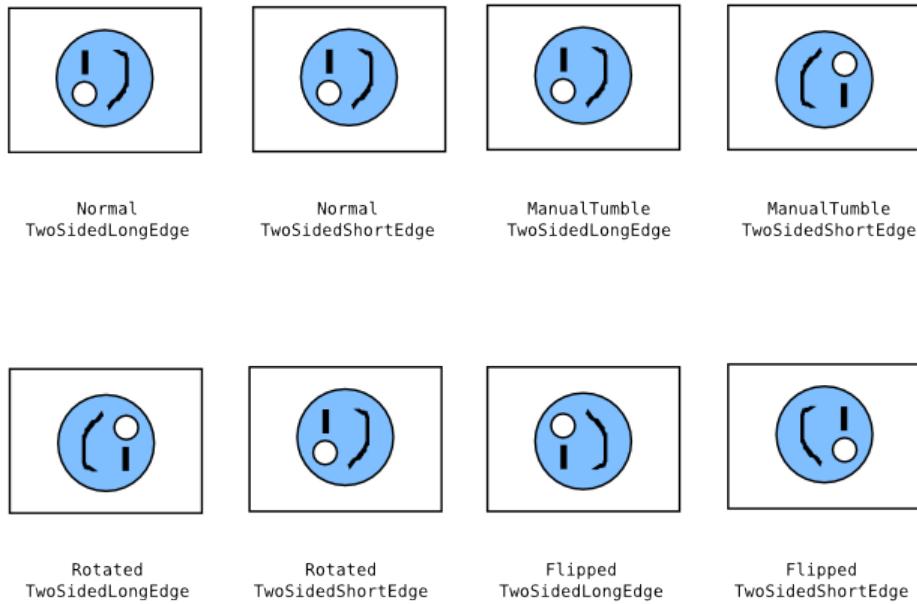 Normal
TwoSidedLongEdge
Normal
TwoSidedShortEdge
ManualTumble
TwoSidedLongEdge
ManualTumble
TwoSidedShortEdge
Rotated
TwoSidedLongEdge
Rotated
TwoSidedShortEdge
Flipped
TwoSidedLongEdge
Flipped
TwoSidedShortEdge